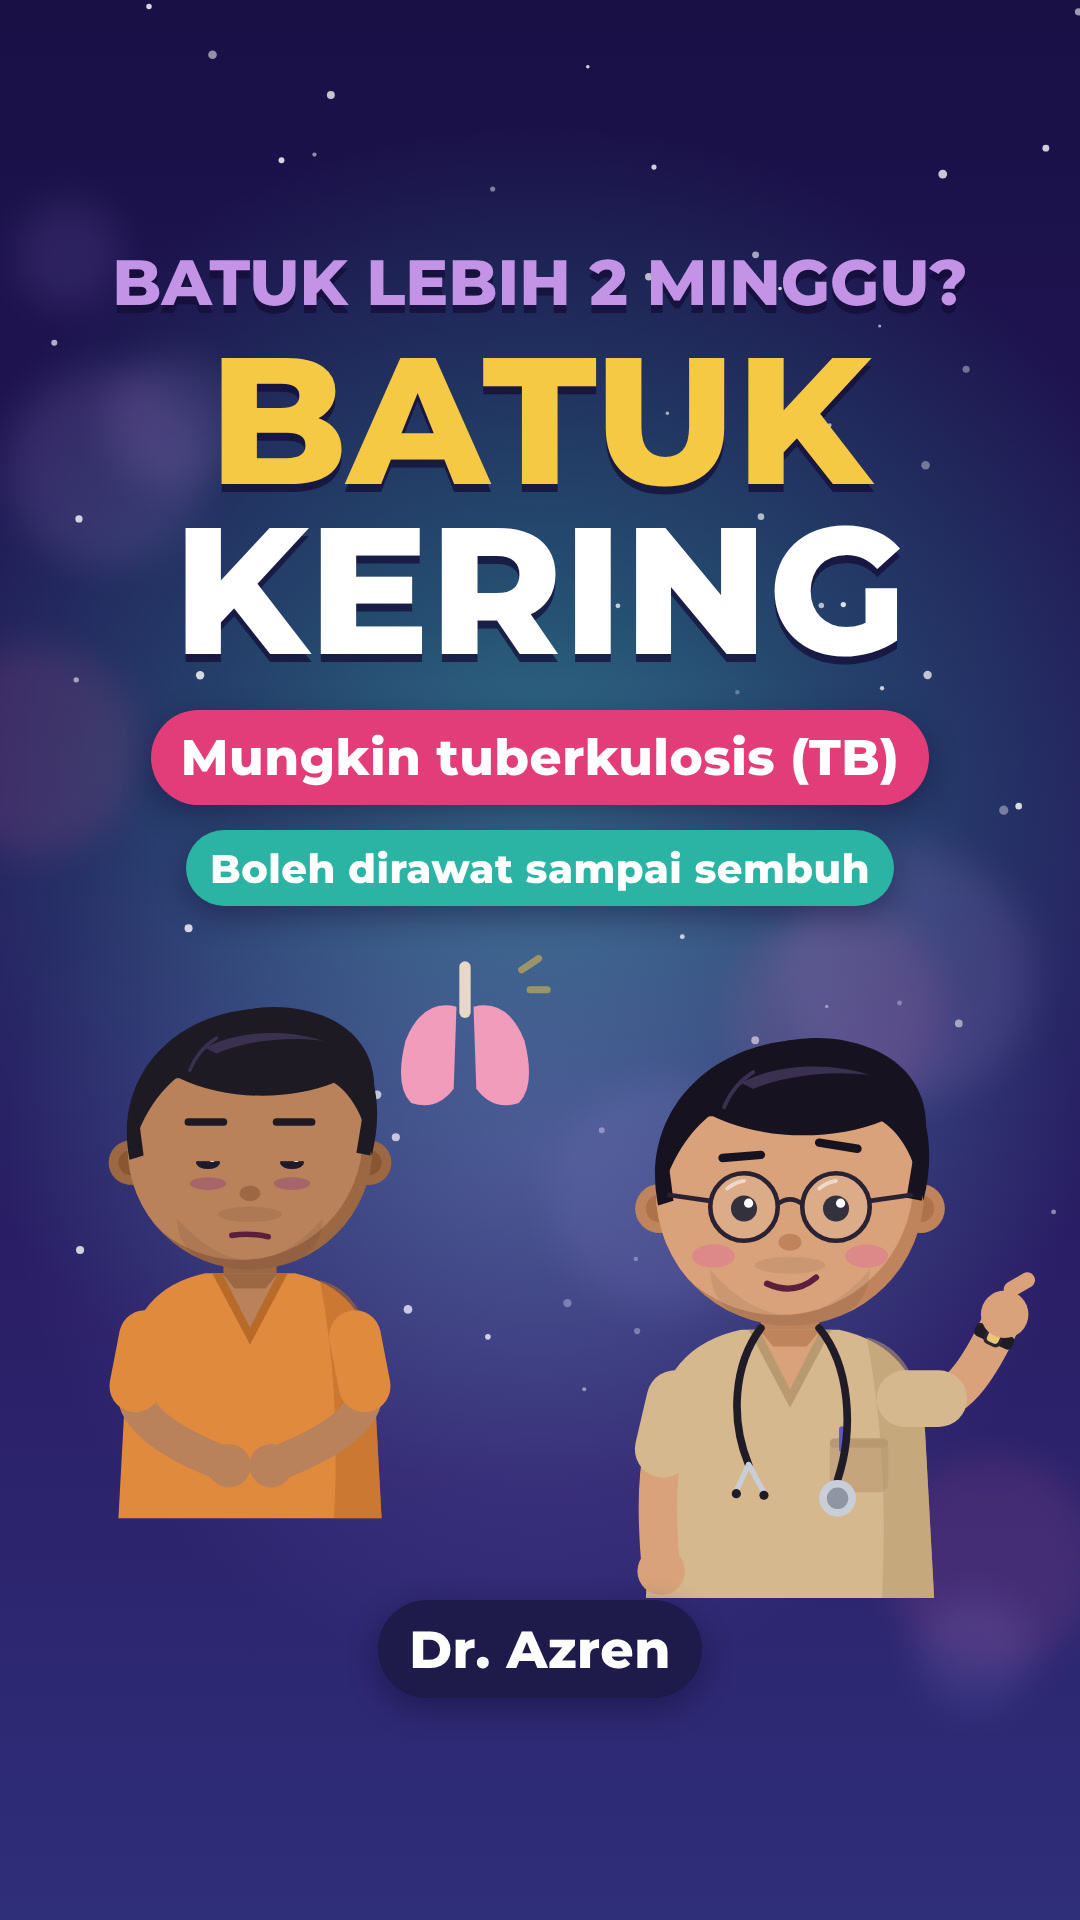 BATUK LEBIH 2 MINGGU?
BATUK
KERING
Mungkin tuberkulosis (TB)
Boleh dirawat sampai sembuh
Dr. Azren